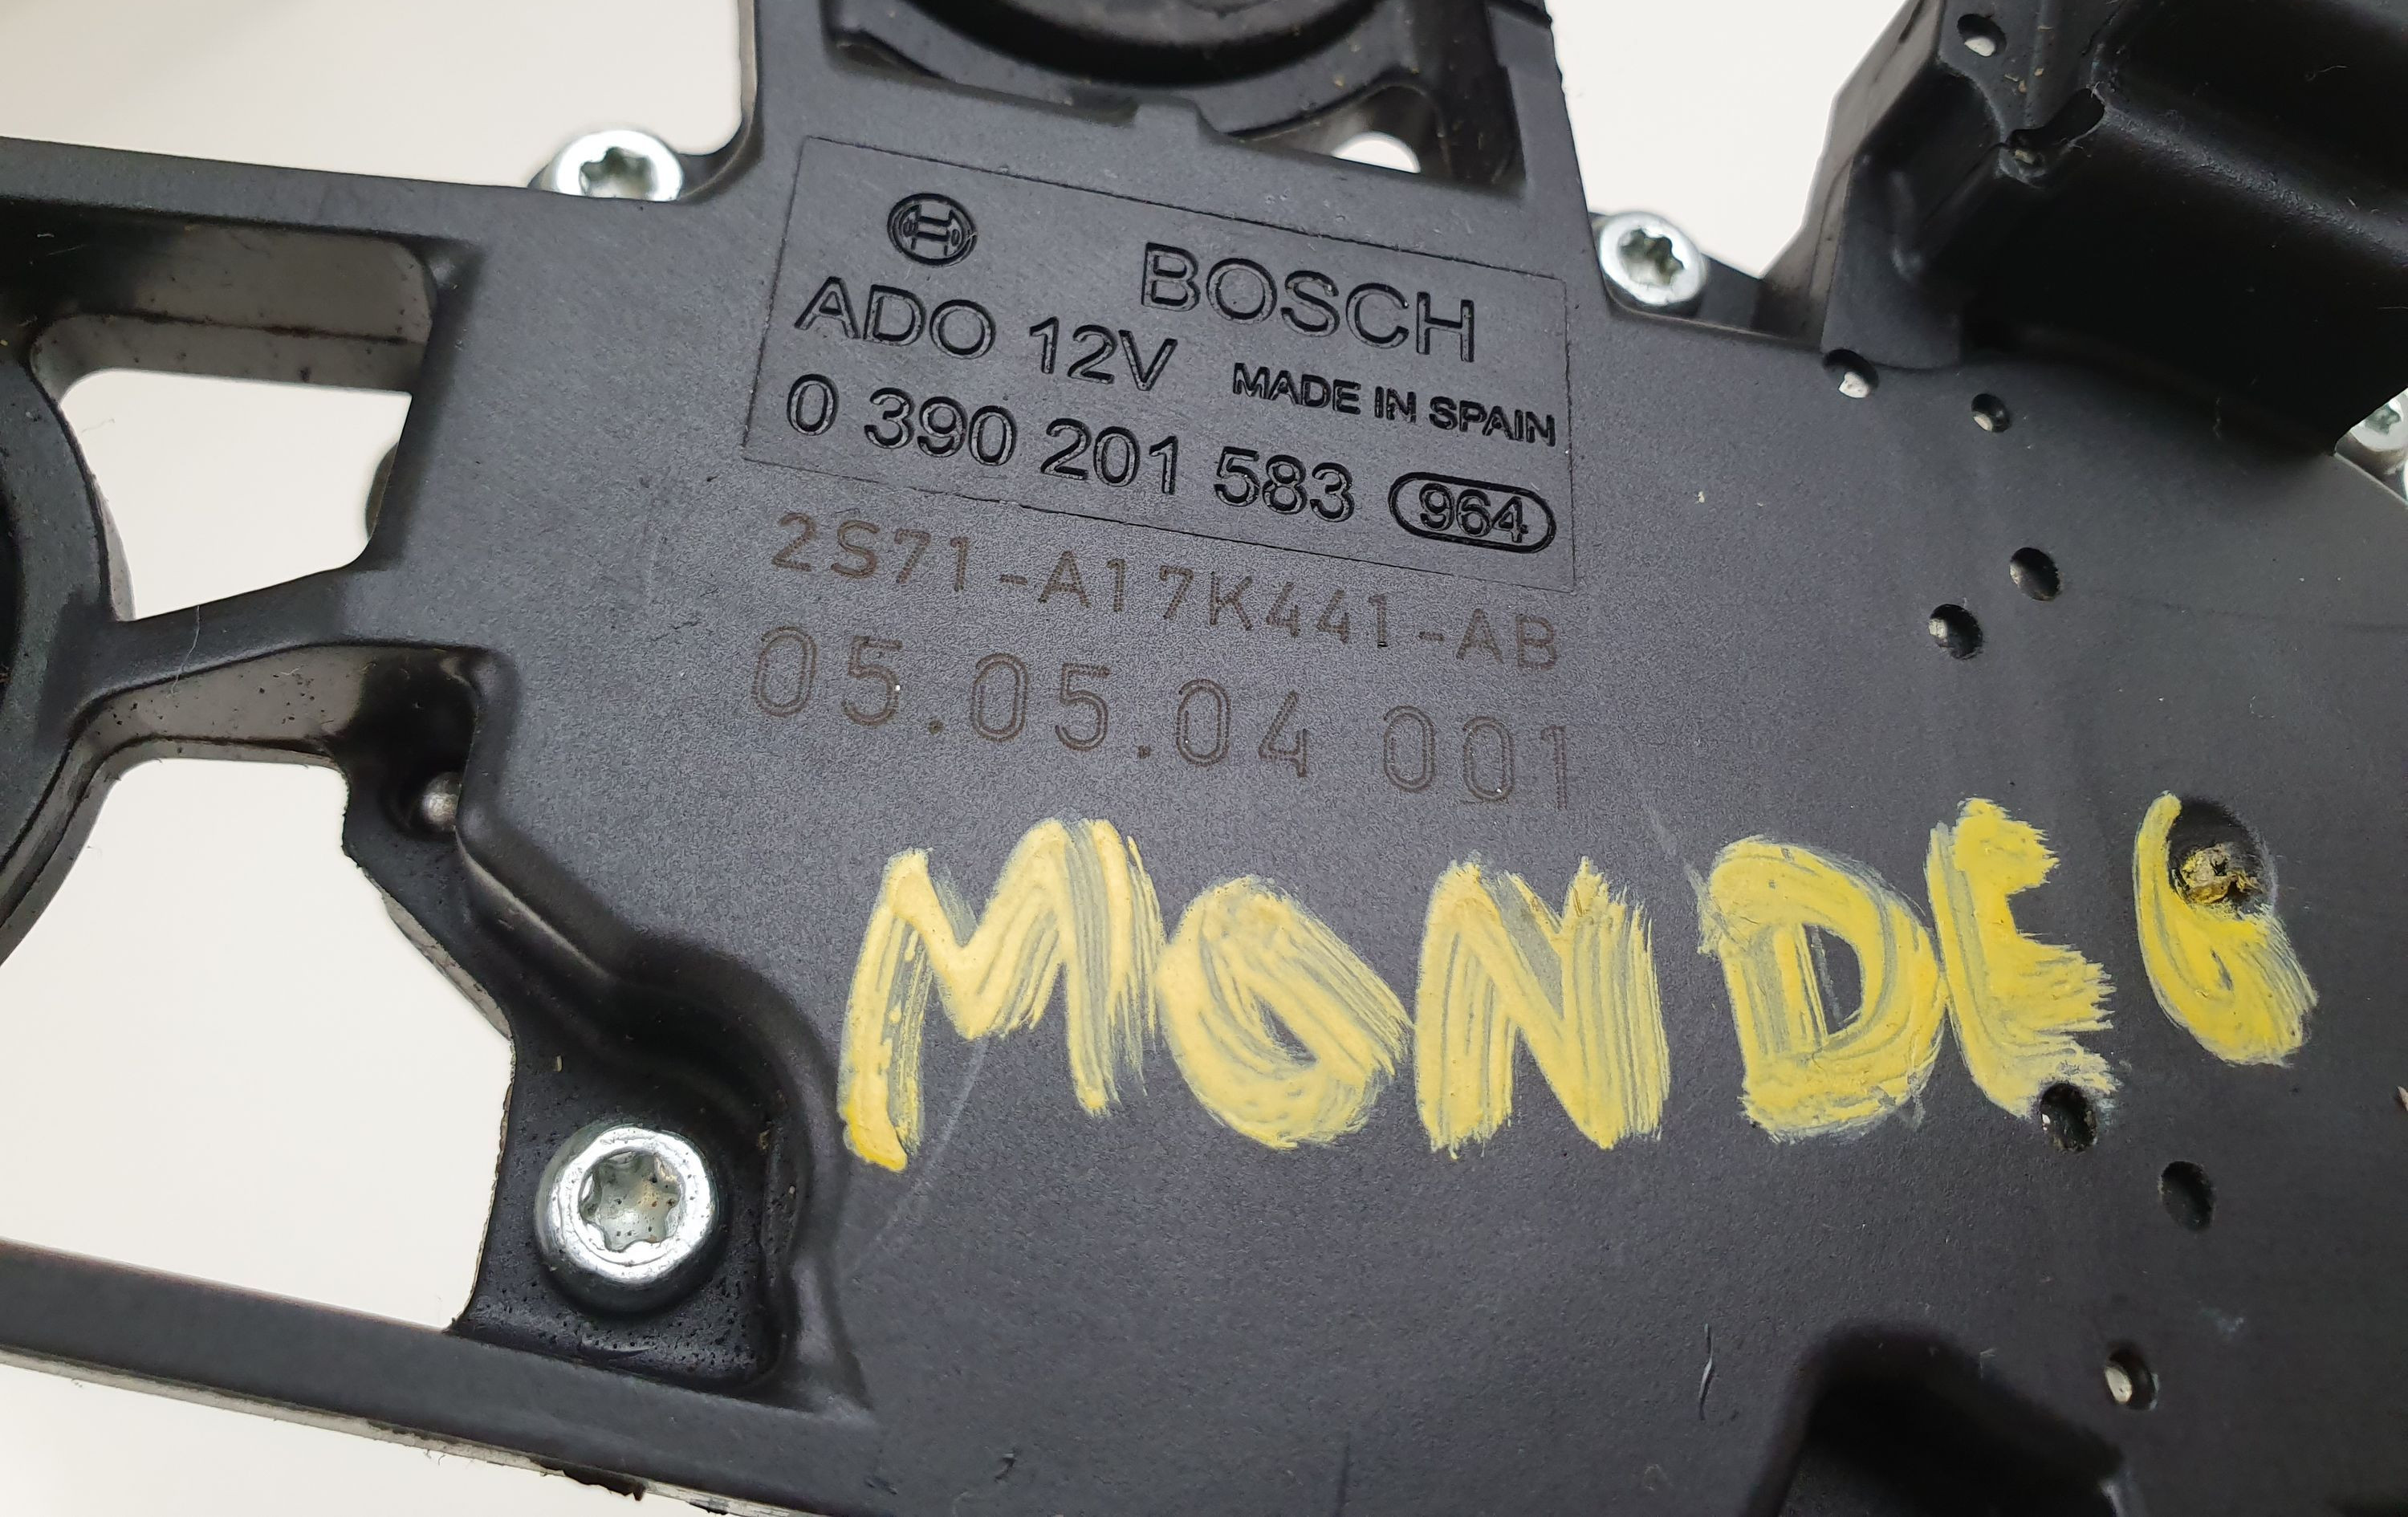 BOSCH
ADO 12V MADE IN SPAIN
0 390 201 583 964
2S71-A17K441-AB
05.05.04 001
MONDEO